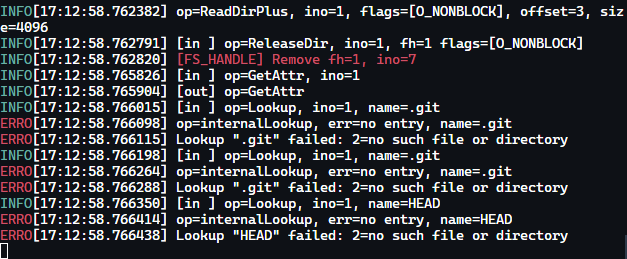 INFO[17:12:58.762382] op=ReadDirPlus, ino=1, flags=[O_NONBLOCK], offset=3, siz
e=4096
INFO[17:12:58.762791] [in ] op=ReleaseDir, ino=1, fh=1 flags=[O_NONBLOCK]
INFO[17:12:58.762820] [FS_HANDLE] Remove fh=1, ino=7
INFO[17:12:58.765826] [in ] op=GetAttr, ino=1
INFO[17:12:58.765904] [out] op=GetAttr
INFO[17:12:58.766015] [in ] op=Lookup, ino=1, name=.git
ERRO[17:12:58.766098] op=internalLookup, err=no entry, name=.git
ERRO[17:12:58.766115] Lookup ".git" failed: 2=no such file or directory
INFO[17:12:58.766198] [in ] op=Lookup, ino=1, name=.git
ERRO[17:12:58.766264] op=internalLookup, err=no entry, name=.git
ERRO[17:12:58.766288] Lookup ".git" failed: 2=no such file or directory
INFO[17:12:58.766350] [in ] op=Lookup, ino=1, name=HEAD
ERRO[17:12:58.766414] op=internalLookup, err=no entry, name=HEAD
ERRO[17:12:58.766438] Lookup "HEAD" failed: 2=no such file or directory